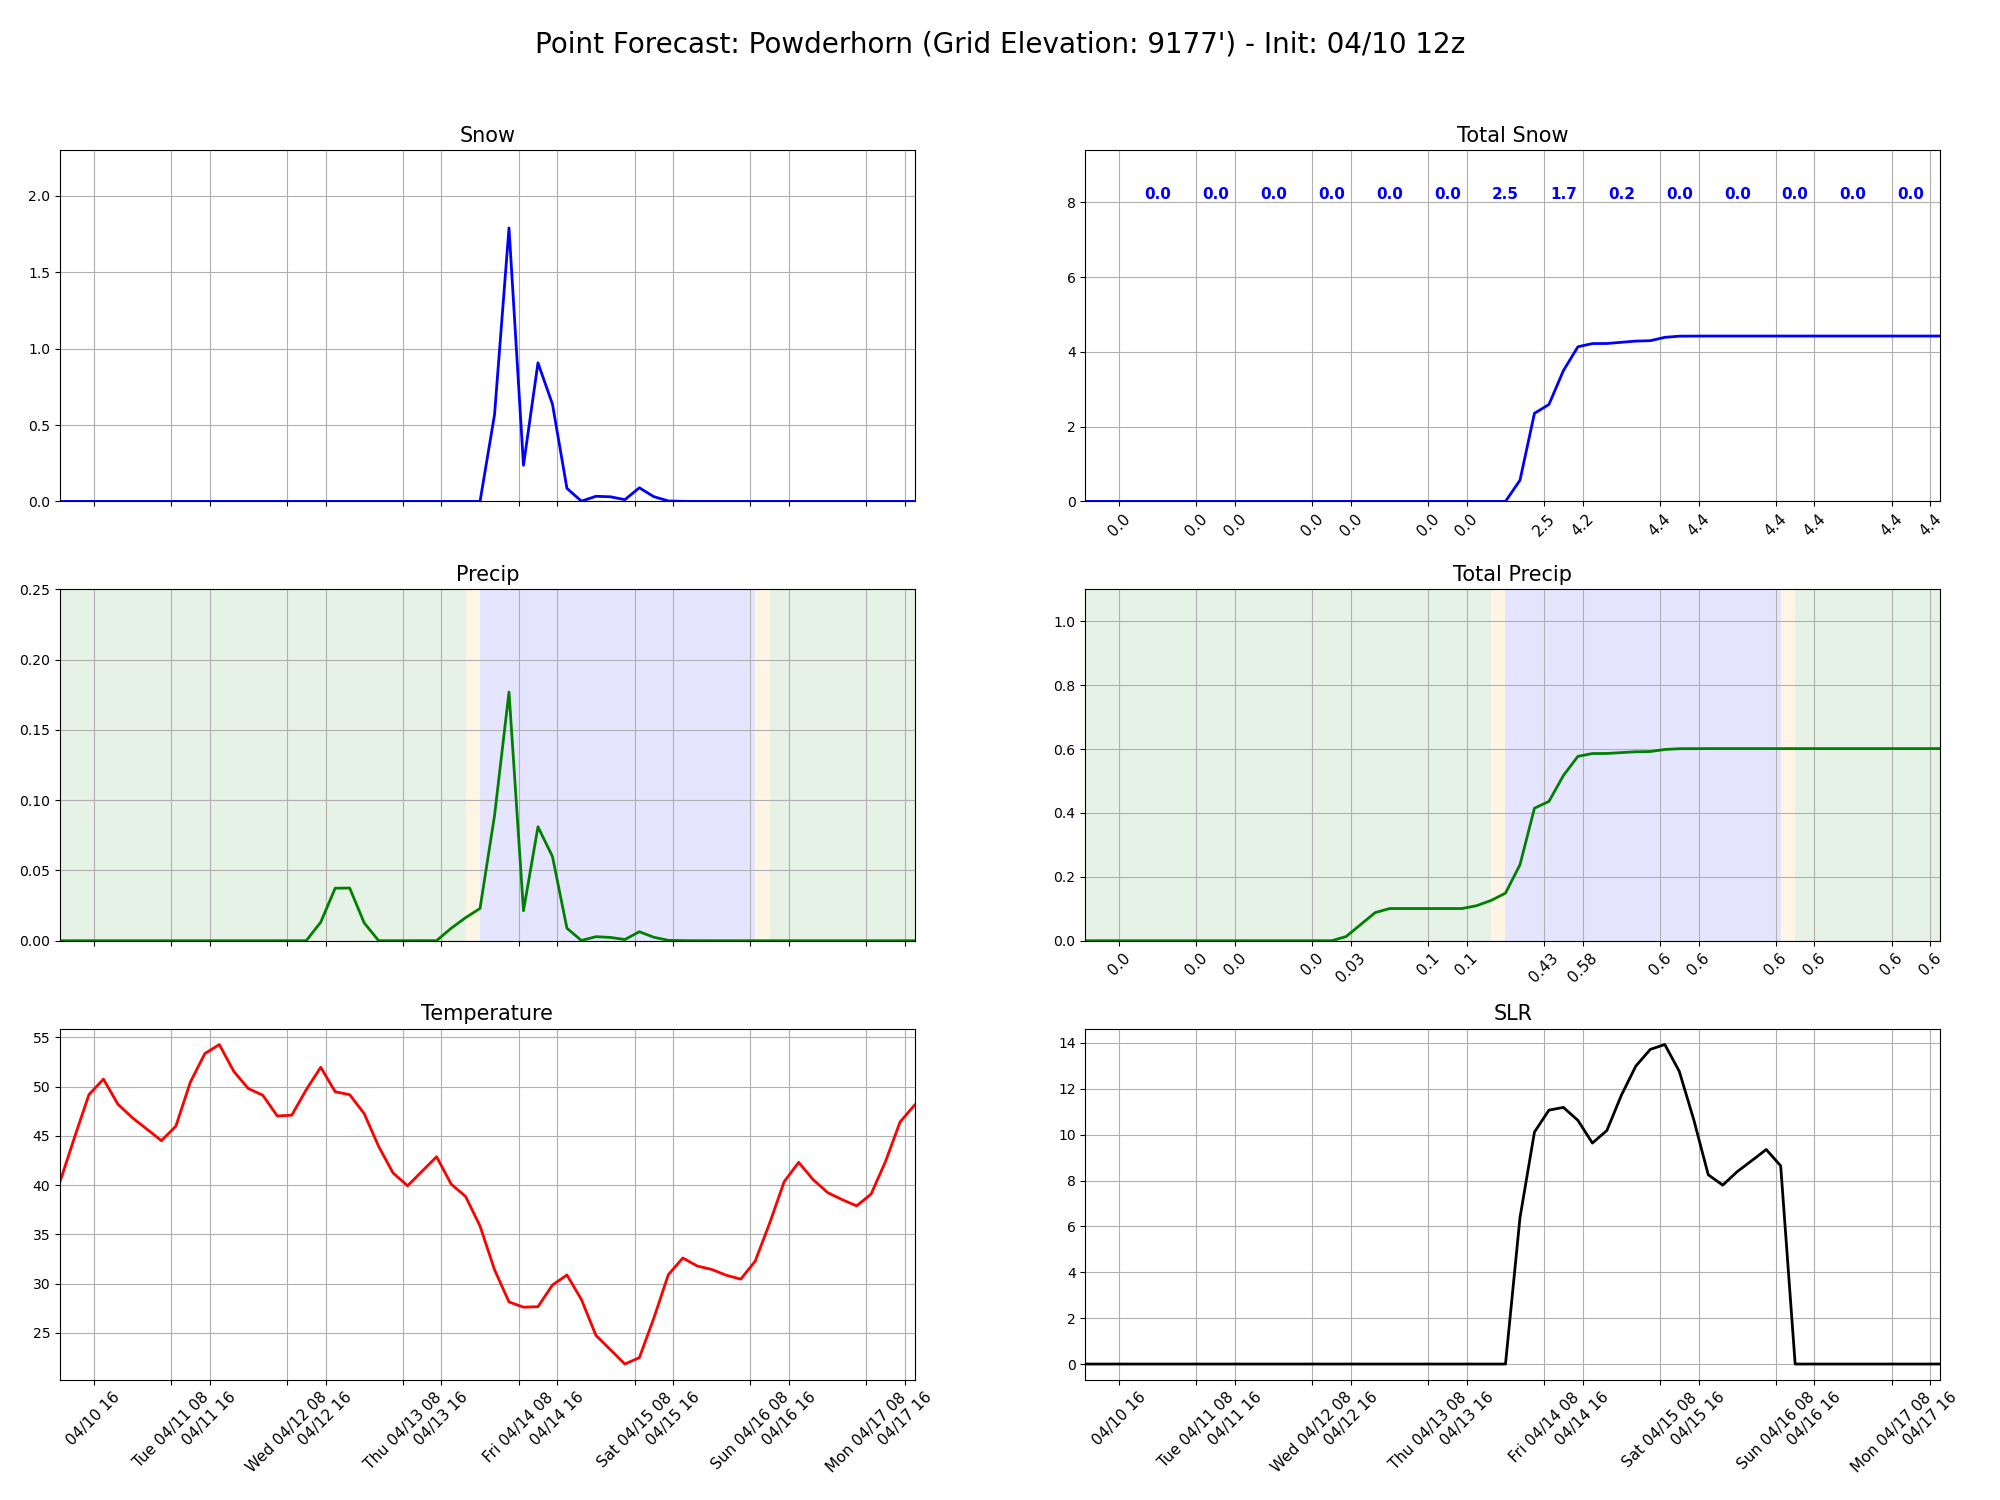 Point Forecast: Powderhorn (Grid Elevation: 9177') - Init: 04/10 12z
Snow
2.0
1.5
1.0
0.5
0.0
Total Snow
0.0 0.0 0.0 0.0 0.0 0.0 2.5 1.7 0.2 0.0 0.0 0.0 0.0 0.0
8
6
4
2
0
0.0 0.0 0.0 0.0 0.0 0.0 0.0 2.5 4.2 4.4 4.4 4.4 4.4 4.4 4.4
Precip
0.25
0.20
0.15
0.10
0.05
0.00
Total Precip
1.0
0.8
0.6
0.4
0.2
0.0
0.0 0.0 0.0 0.0 0.03 0.1 0.1 0.43 0.58 0.6 0.6 0.6 0.6 0.6 0.6
Temperature
55
50
45
40
35
30
25
04/10 16
Tue 04/11 08
04/11 16
Wed 04/12 08
04/12 16
Thu 04/13 08
04/13 16
Fri 04/14 08
04/14 16
Sat 04/15 08
04/15 16
Sun 04/16 08
04/16 16
Mon 04/17 08
04/17 16
SLR
14
12
10
8
6
4
2
0
04/10 16
Tue 04/11 08
04/11 16
Wed 04/12 08
04/12 16
Thu 04/13 08
04/13 16
Fri 04/14 08
04/14 16
Sat 04/15 08
04/15 16
Sun 04/16 08
04/16 16
Mon 04/17 08
04/17 16